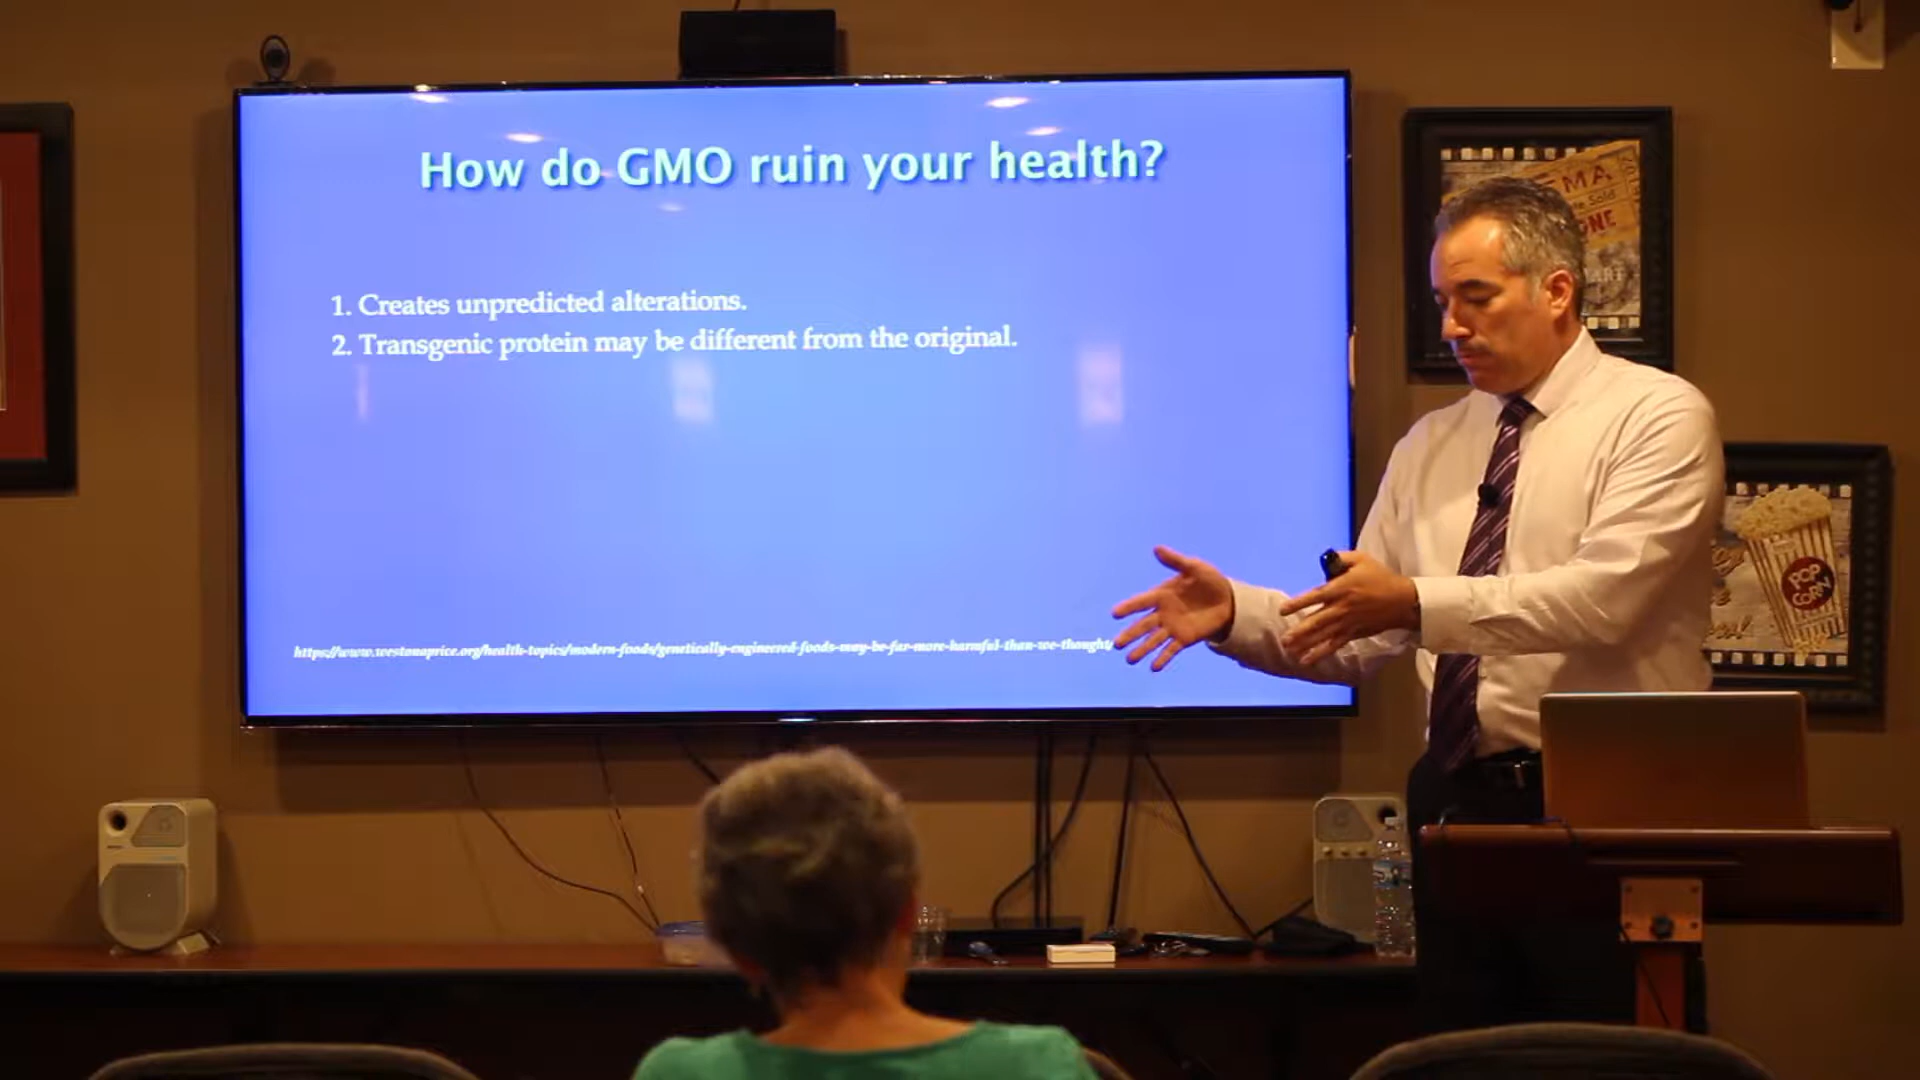 How do GMO ruin your health?
1. Creates unpredicted alterations.
2. Transgenic protein may be different from the original.
https://www.westonaprice.org/health-topics/modern-foods/genetically-engineered-foods-may-be-far-more-harmful-than-we-thought/
POP
CORN